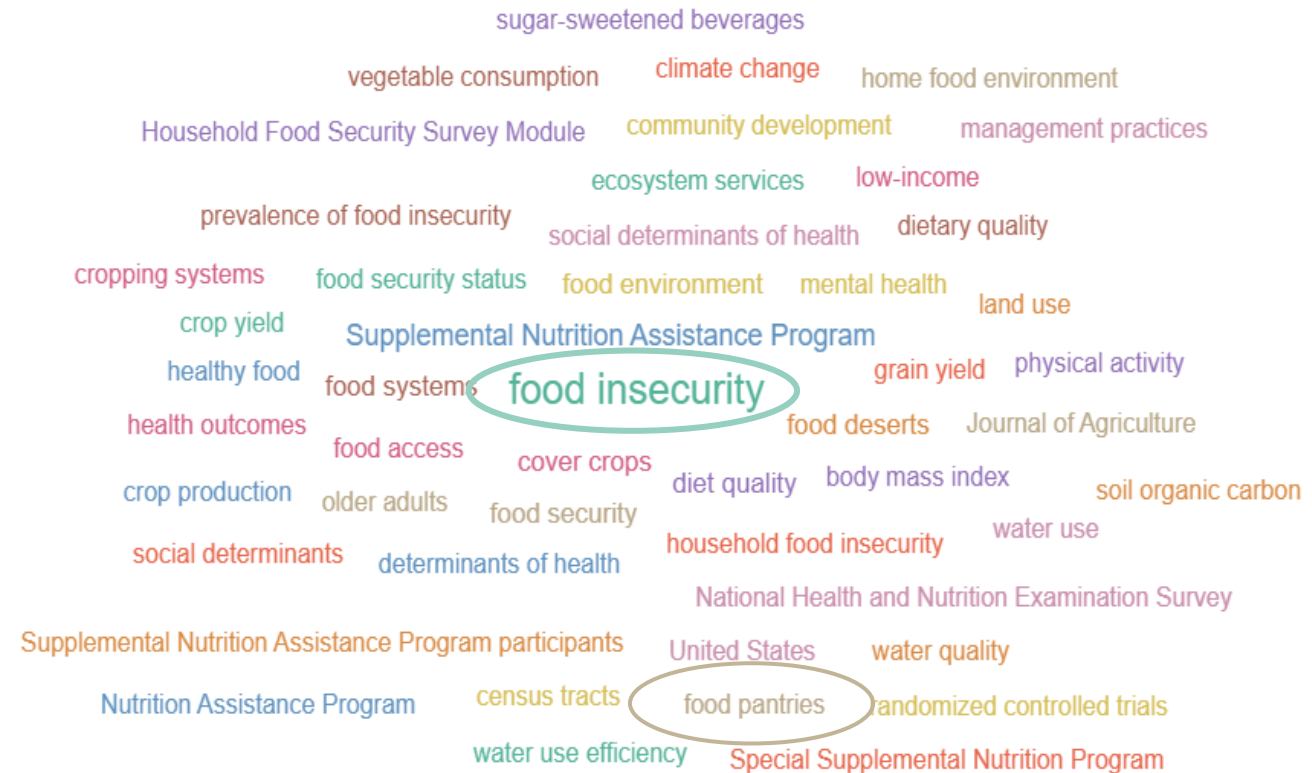 sugar-sweetened beverages
vegetable consumption climate change home food environment
Household Food Security Survey Module community development management practices
ecosystem services low-income
prevalence of food insecurity social determinants of health dietary quality
cropping systems food security status food environment mental health land use
crop yield Supplemental Nutrition Assistance Program
healthy food food systems food insecurity grain yield physical activity
health outcomes food access food deserts Journal of Agriculture
cover crops diet quality body mass index
crop production older adults food security soil organic carbon
social determinants determinants of health household food insecurity water use
National Health and Nutrition Examination Survey
Supplemental Nutrition Assistance Program participants United States water quality
Nutrition Assistance Program census tracts food pantries randomized controlled trials
water use efficiency Special Supplemental Nutrition Program